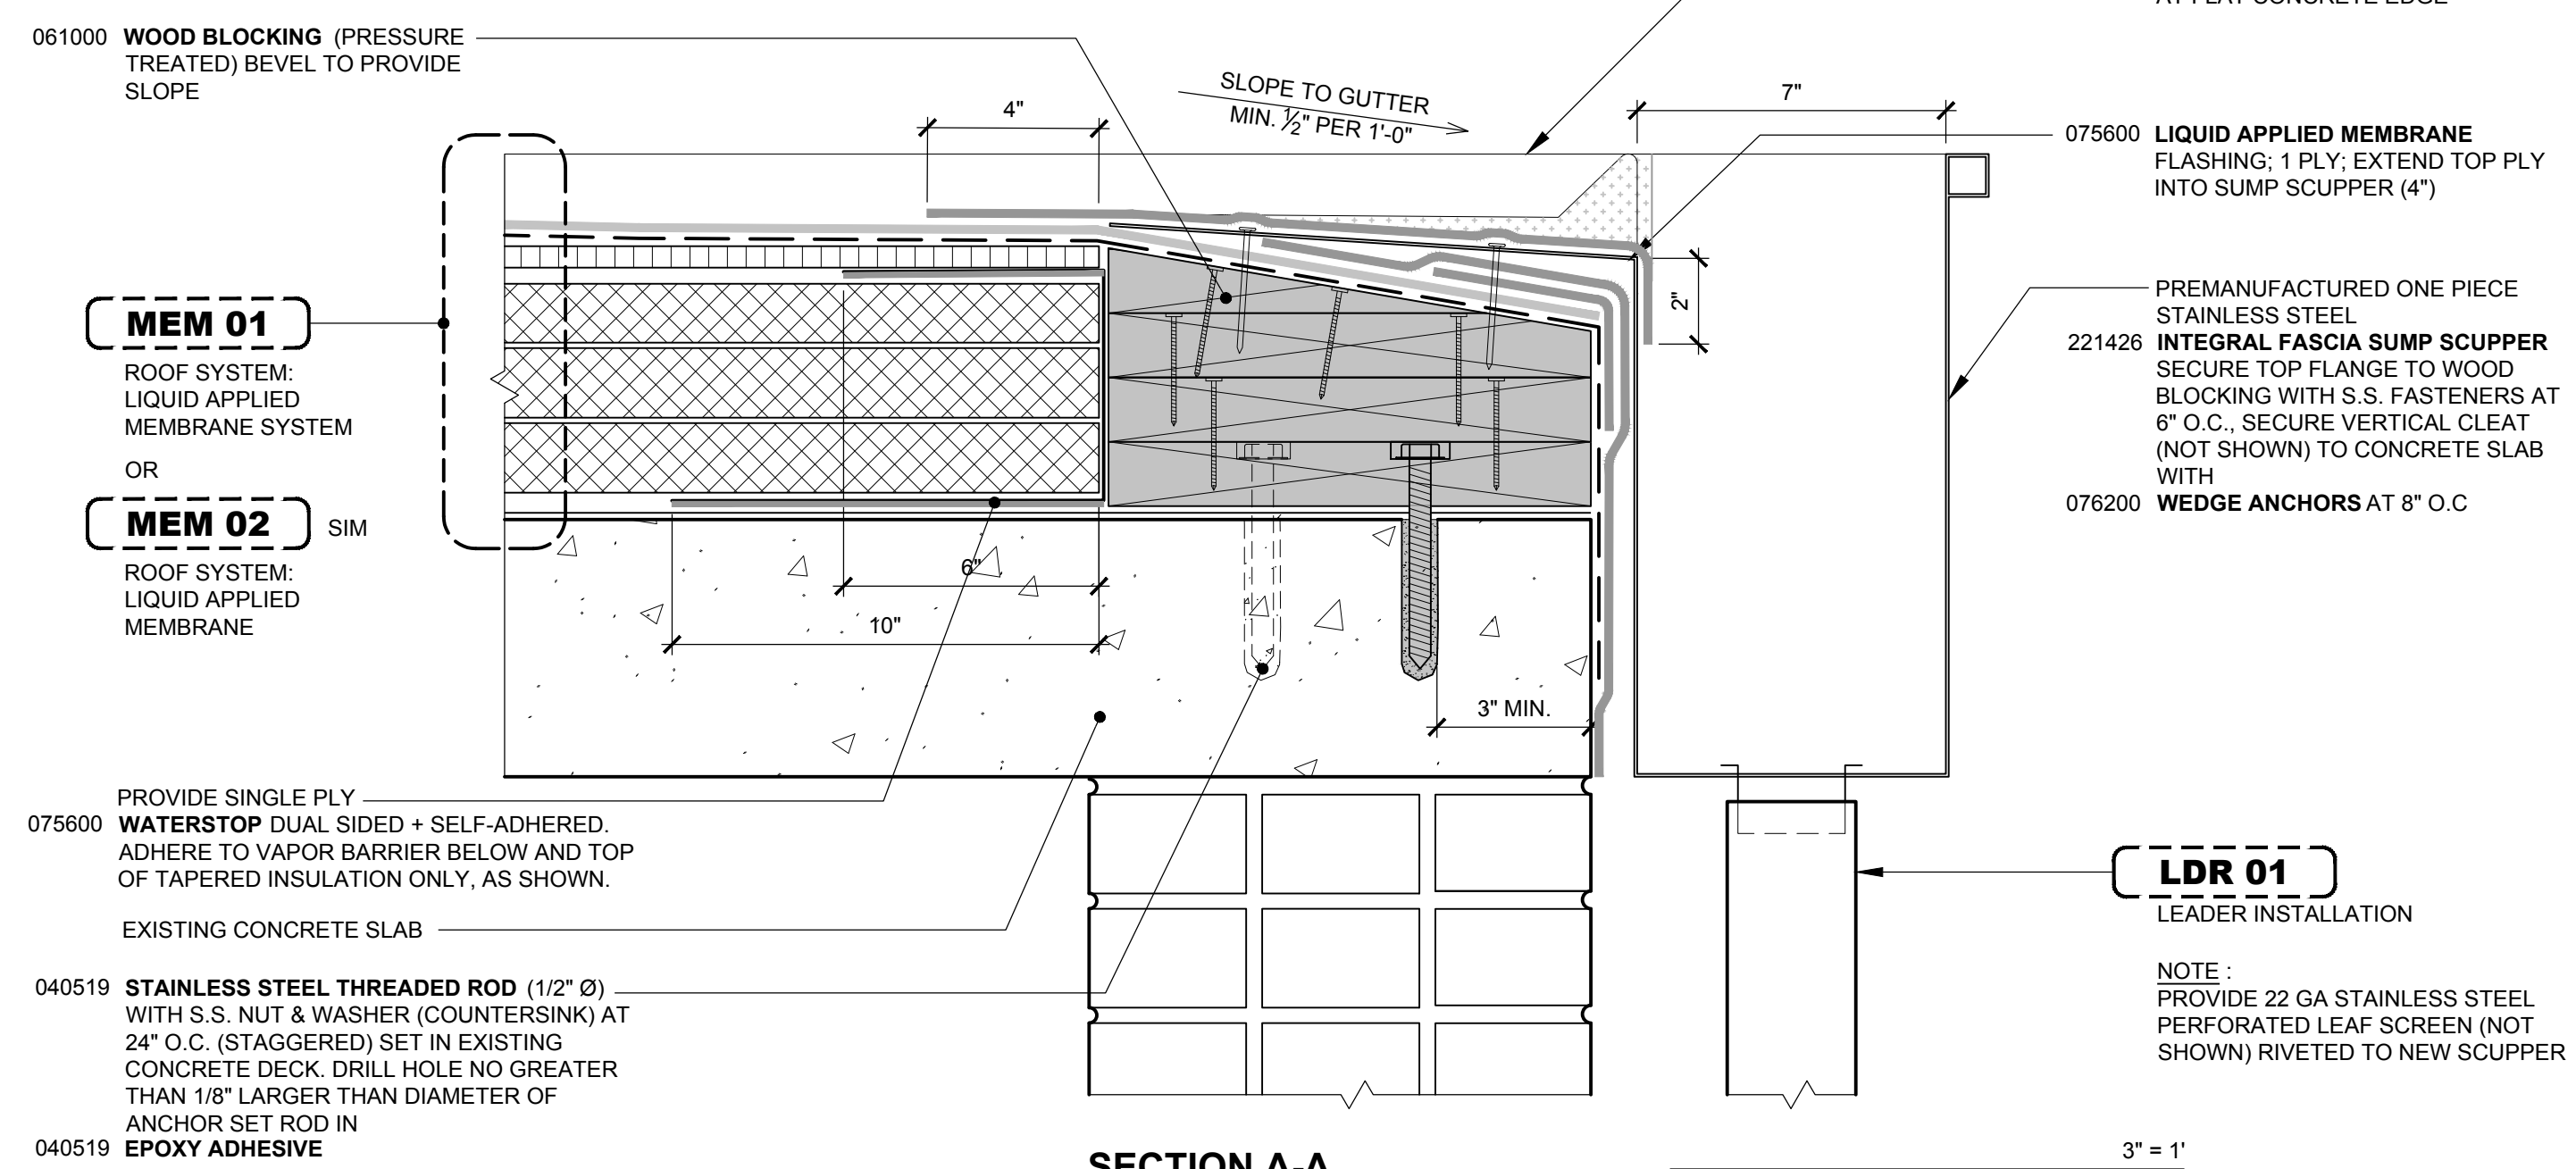 061000 WOOD BLOCKING (PRESSURE
TREATED) BEVEL TO PROVIDE
SLOPE
4"
SLOPE TO GUTTER
MIN. 1/2" PER 1'-0"
7"
AT FLAT CONCRETE EDGE
075600 LIQUID APPLIED MEMBRANE
FLASHING; 1 PLY; EXTEND TOP PLY
INTO SUMP SCUPPER (4")
2"
PREMANUFACTURED ONE PIECE
STAINLESS STEEL
221426 INTEGRAL FASCIA SUMP SCUPPER
SECURE TOP FLANGE TO WOOD
BLOCKING WITH S.S. FASTENERS AT
6" O.C., SECURE VERTICAL CLEAT
(NOT SHOWN) TO CONCRETE SLAB
WITH
076200 WEDGE ANCHORS AT 8" O.C
MEM 01
ROOF SYSTEM:
LIQUID APPLIED
MEMBRANE SYSTEM
OR
MEM 02 SIM
ROOF SYSTEM:
LIQUID APPLIED
MEMBRANE
6"
10"
3" MIN.
PROVIDE SINGLE PLY
075600 WATERSTOP DUAL SIDED + SELF-ADHERED.
ADHERE TO VAPOR BARRIER BELOW AND TOP
OF TAPERED INSULATION ONLY, AS SHOWN.
EXISTING CONCRETE SLAB
040519 STAINLESS STEEL THREADED ROD (1/2" Ø)
WITH S.S. NUT & WASHER (COUNTERSINK) AT
24" O.C. (STAGGERED) SET IN EXISTING
CONCRETE DECK. DRILL HOLE NO GREATER
THAN 1/8" LARGER THAN DIAMETER OF
ANCHOR SET ROD IN
040519 EPOXY ADHESIVE
LDR 01
LEADER INSTALLATION
NOTE :
PROVIDE 22 GA STAINLESS STEEL
PERFORATED LEAF SCREEN (NOT
SHOWN) RIVETED TO NEW SCUPPER
SECTION A-A
3" = 1'